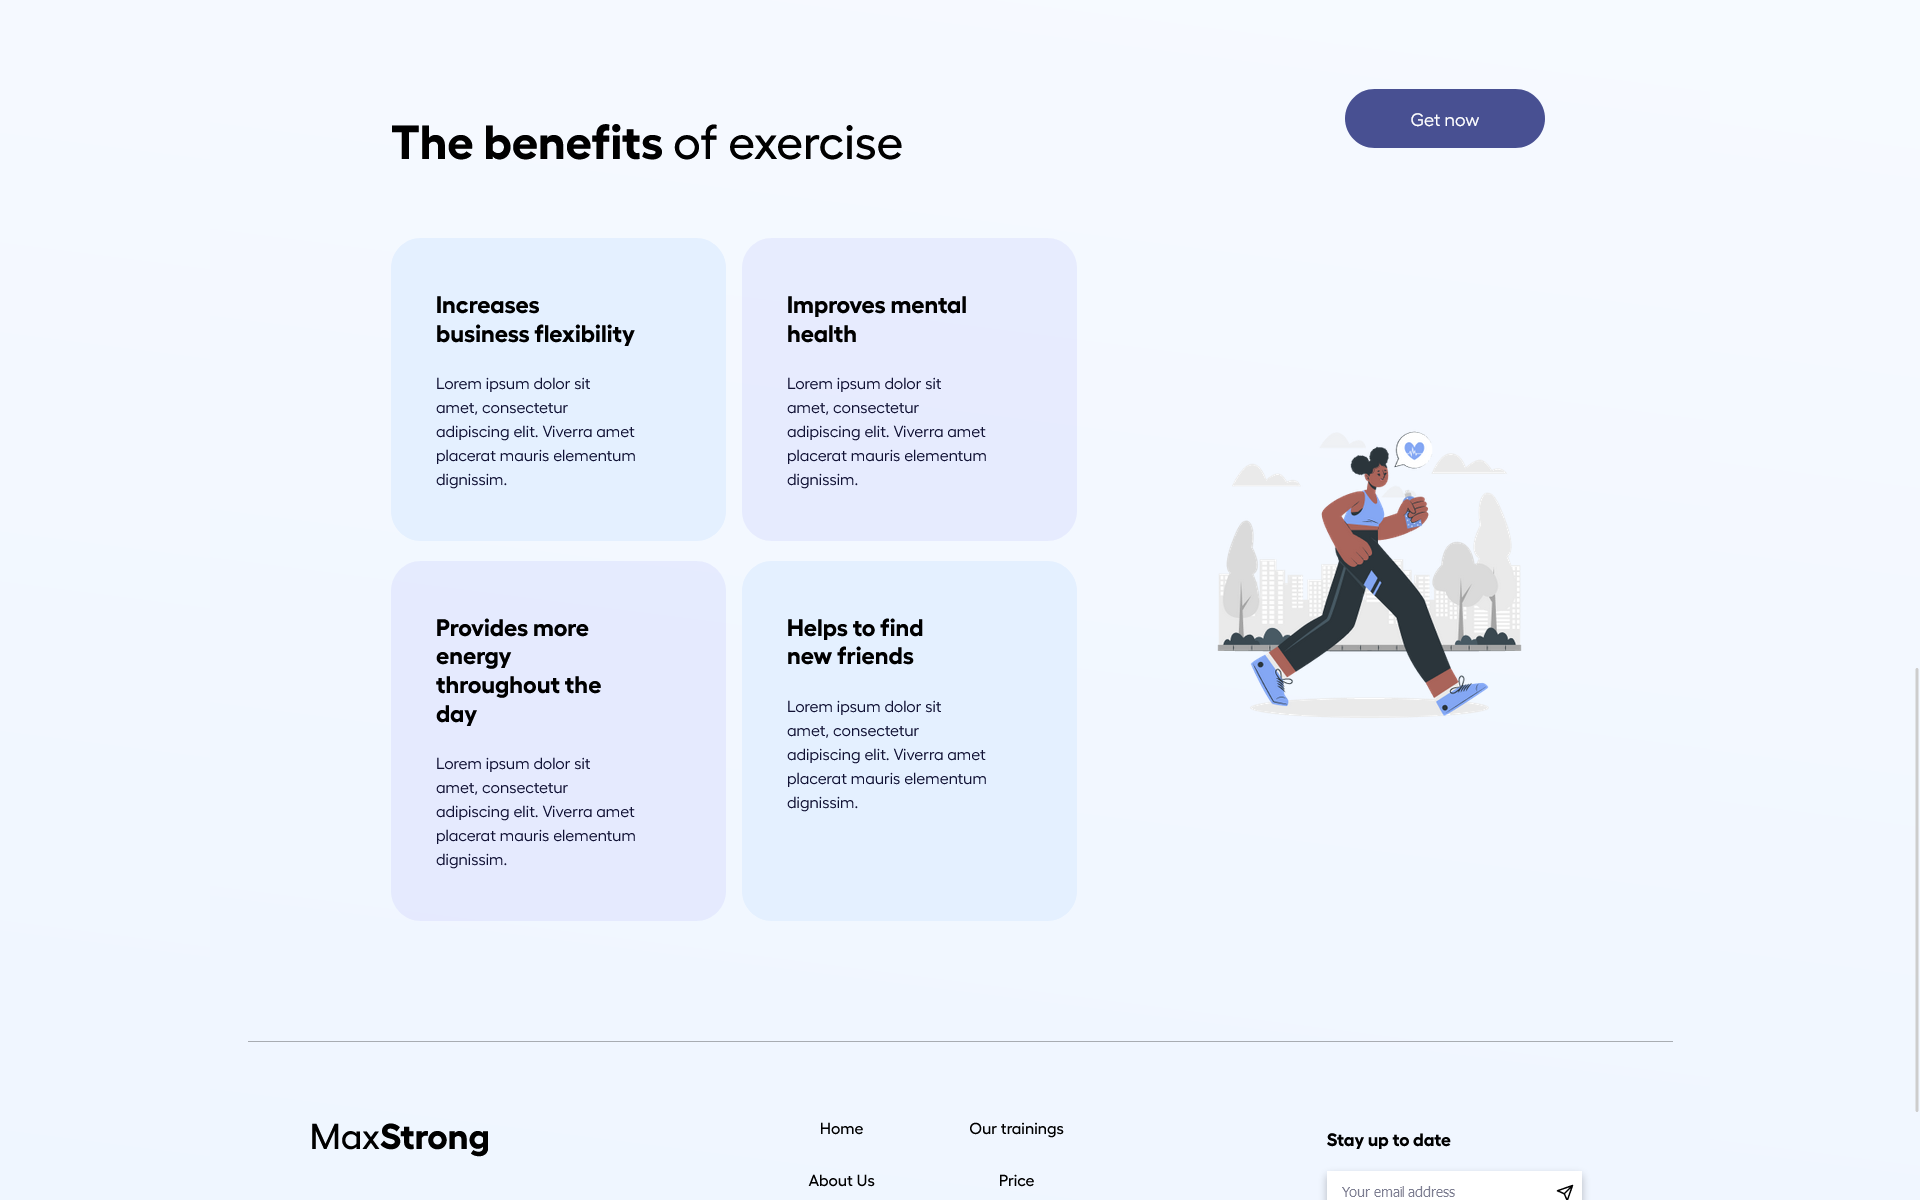 The benefits of exercise
Get now
Increases
business flexibility
Lorem ipsum dolor sit
amet, consectetur
adipiscing elit. Viverra amet
placerat mauris elementum
dignissim.
Improves mental
health
Lorem ipsum dolor sit
amet, consectetur
adipiscing elit. Viverra amet
placerat mauris elementum
dignissim.
Provides more
energy
throughout the
day
Lorem ipsum dolor sit
amet, consectetur
adipiscing elit. Viverra amet
placerat mauris elementum
dignissim.
Helps to find
new friends
Lorem ipsum dolor sit
amet, consectetur
adipiscing elit. Viverra amet
placerat mauris elementum
dignissim.
MaxStrong
Home
Our trainings
About Us
Price
Stay up to date
Your email address